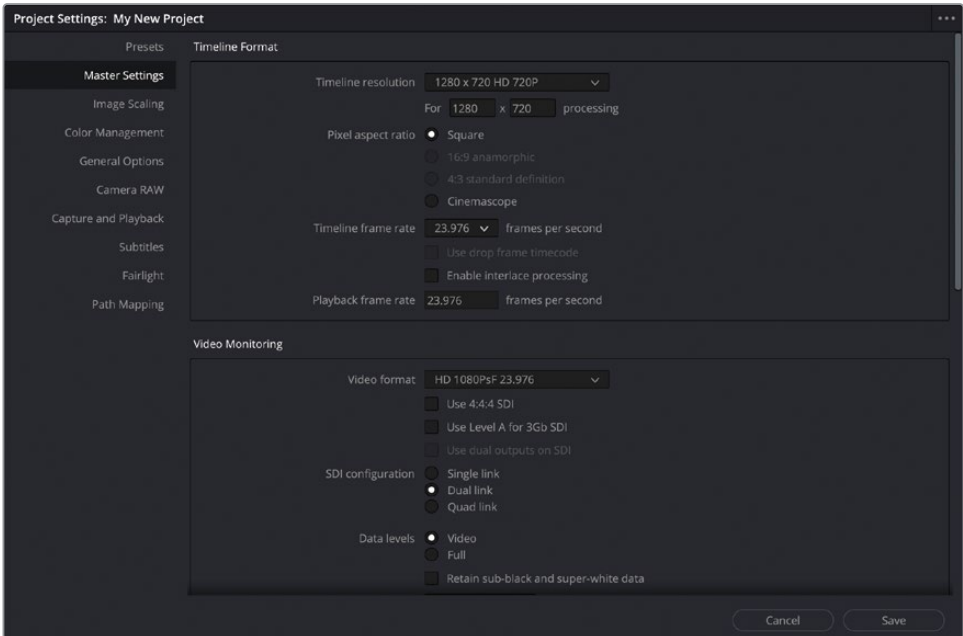 Project Settings: My New Project
Presets
Master Settings
Image Scaling
Color Management
General Options
Camera RAW
Capture and Playback
Subtitles
Fairlight
Path Mapping
Timeline Format
Timeline resolution 1280 x 720 HD 720P
For 1280 x 720 processing
Pixel aspect ratio Square
16:9 anamorphic
4:3 standard definition
Cinemascope
Timeline frame rate 23.976 frames per second
Use drop frame timecode
Enable interlace processing
Playback frame rate 23.976 frames per second
Video Monitoring
Video format HD 1080PsF 23.976
Use 4:4:4 SDI
Use Level A for 3Gb SDI
Use dual outputs on SDI
SDI configuration Single link
Dual link
Quad link
Data levels Video
Full
Retain sub-black and super-white data
Cancel Save